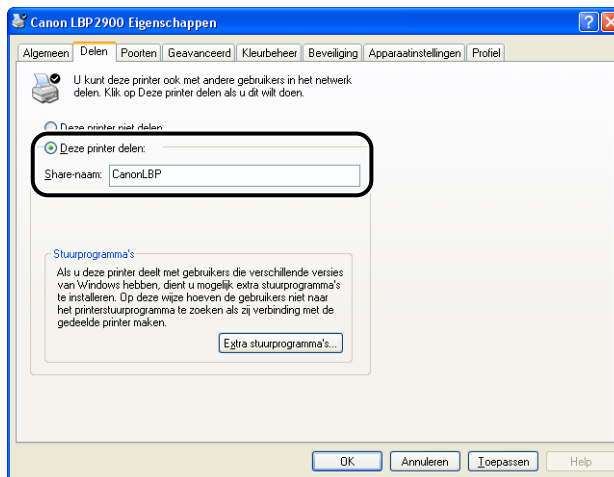 Canon LBP2900 Eigenschappen
Algemeen Delen Poorten Geavanceerd Kleurbeheer Beveiliging Apparaatinstellingen Profiel
U kunt deze printer ook met andere gebruikers in het netwerk
delen. Klik op Deze printer delen als u dit wilt doen.
Deze printer niet delen
Deze printer delen:
Share-naam: CanonLBP
Stuurprogramma's
Als u deze printer deelt met gebruikers die verschillende versies
van Windows hebben, dient u mogelijk extra stuurprogramma's
te installeren. Op deze wijze hoeven de gebruikers niet naar
het printerstuurprogramma te zoeken als zij verbinding met de
gedeelde printer maken.
Extra stuurprogramma's...
OK Annuleren Toepassen Help